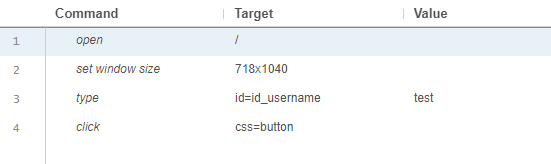 Command Target Value
1 open /
2 set window size 718x1040
3 type id=id_username test
4 click css=button